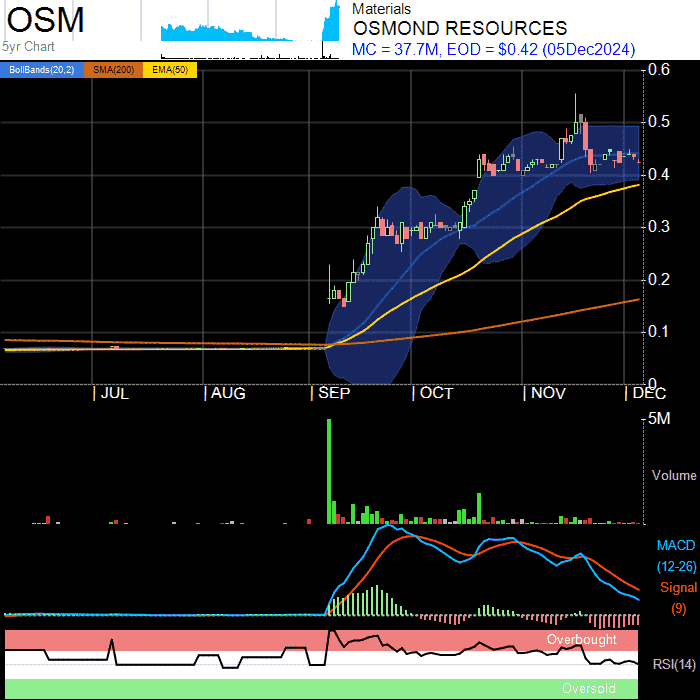 OSM
5yr Chart
Materials
OSMOND RESOURCES
MC = 37.7M, EOD = $0.42 (05Dec2024)
BollBands(20,2) SMA(200) EMA(50)
0.6
0.5
0.4
0.3
0.2
0.1
0
JUL AUG SEP OCT NOV DEC
5M
Volume
MACD
(12-26)
Signal
(9)
Overbought
RSI(14)
Oversold